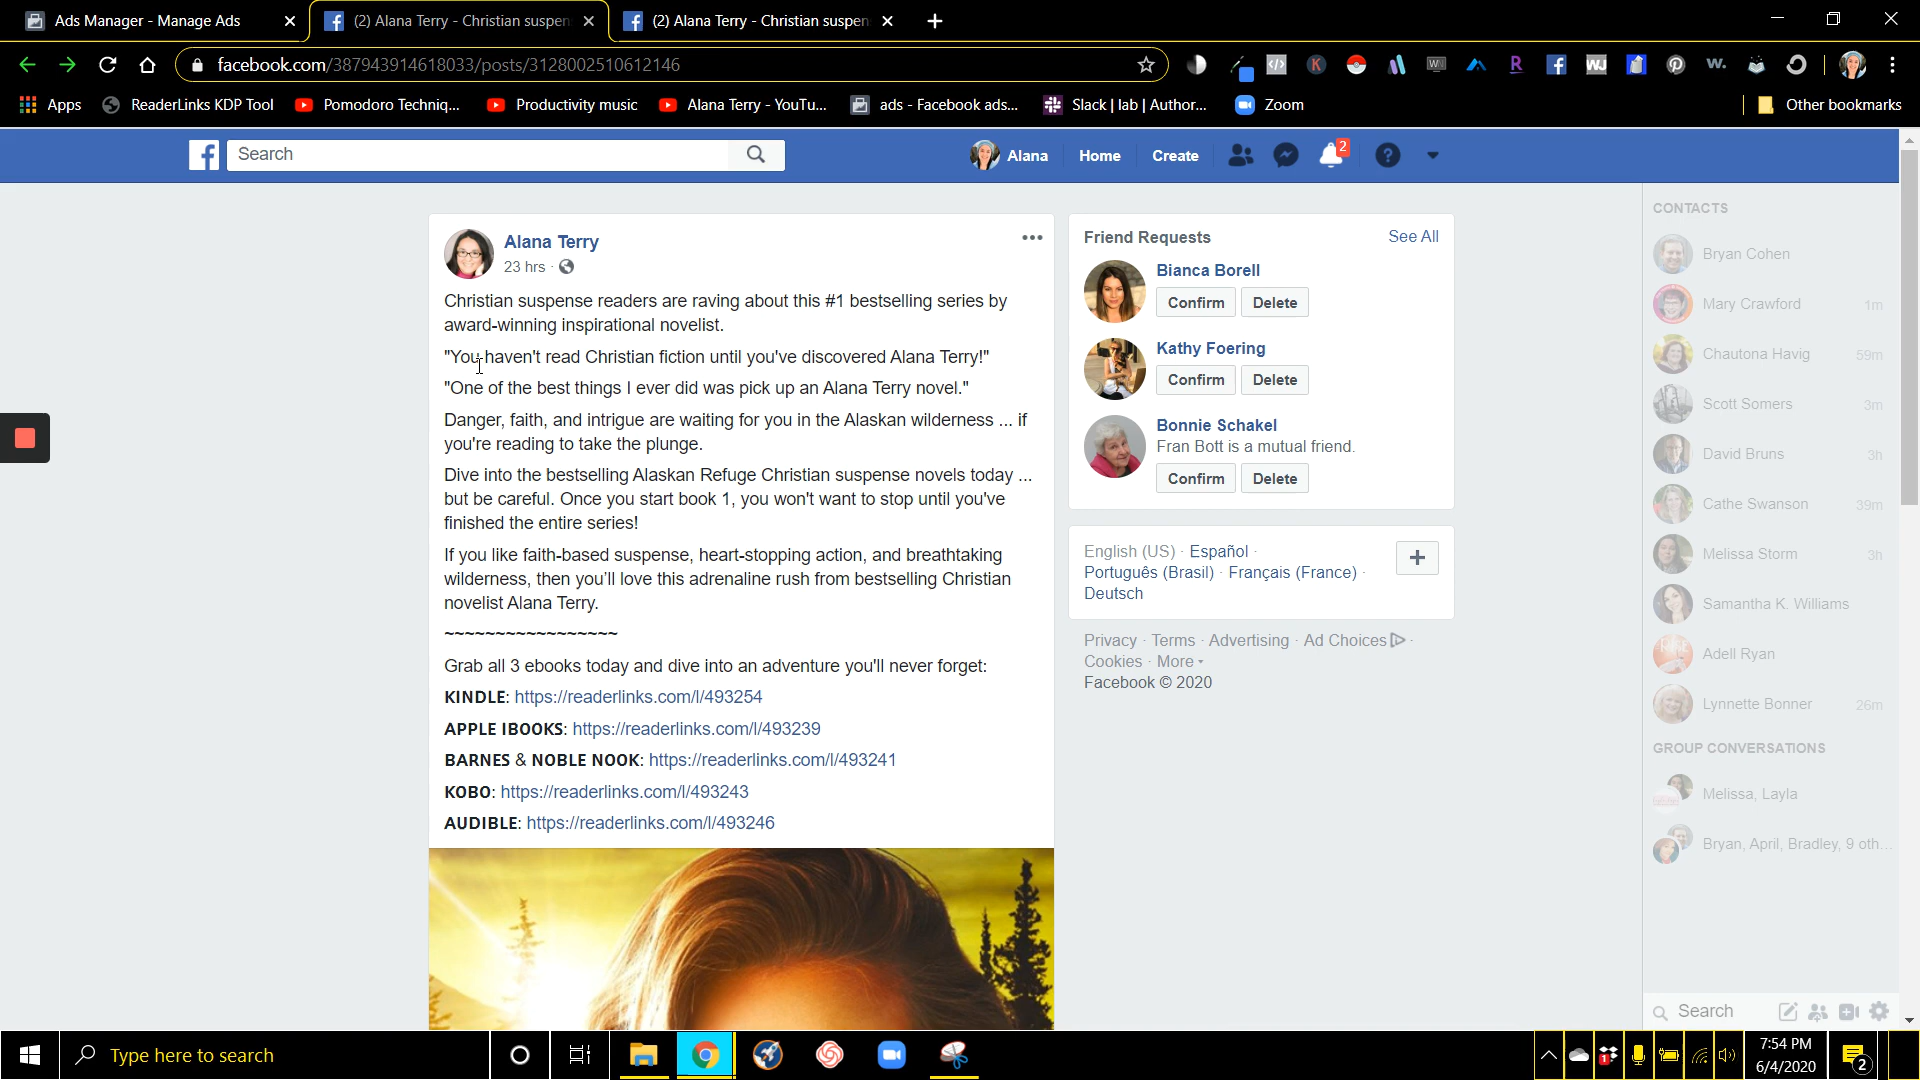 Ads Manager - Manage Ads
(2) Alana Terry - Christian suspen
(2) Alana Terry - Christian suspen
facebook.com/387943914618033/posts/3128002510612146
Apps
ReaderLinks KDP Tool
Pomodoro Techniq...
Productivity music
Alana Terry - YouTu...
ads - Facebook ads...
Slack | lab | Author...
Zoom
Other bookmarks
Search
Alana
Home
Create
2
Alana Terry
23 hrs ·
Christian suspense readers are raving about this #1 bestselling series by
award-winning inspirational novelist.
"You haven't read Christian fiction until you've discovered Alana Terry!"
"One of the best things I ever did was pick up an Alana Terry novel."
Danger, faith, and intrigue are waiting for you in the Alaskan wilderness ... if
you're reading to take the plunge.
Dive into the bestselling Alaskan Refuge Christian suspense novels today ...
but be careful. Once you start book 1, you won't want to stop until you've
finished the entire series!
If you like faith-based suspense, heart-stopping action, and breathtaking
wilderness, then you'll love this adrenaline rush from bestselling Christian
novelist Alana Terry.
~~~~~~~~~~~~~~~~~
Grab all 3 ebooks today and dive into an adventure you'll never forget:
KINDLE: https://readerlinks.com/l/493254
APPLE IBOOKS: https://readerlinks.com/l/493239
BARNES & NOBLE NOOK: https://readerlinks.com/l/493241
KOBO: https://readerlinks.com/l/493243
AUDIBLE: https://readerlinks.com/l/493246
Friend Requests
See All
Bianca Borell
Confirm Delete
Kathy Foering
Confirm Delete
Bonnie Schakel
Fran Bott is a mutual friend.
Confirm Delete
English (US) · Español ·
Português (Brasil) · Français (France) ·
Deutsch
Privacy · Terms · Advertising · Ad Choices ·
Cookies · More
Facebook © 2020
CONTACTS
Bryan Cohen
Mary Crawford 1m
Chautona Havig 59m
Scott Somers 3m
David Bruns 3h
Cathe Swanson 39m
Melissa Storm 3h
Samantha K. Williams
Adell Ryan
Lynnette Bonner 26m
GROUP CONVERSATIONS
Melissa, Layla
Bryan, April, Bradley, 9 oth...
Search
Type here to search
1
7:54 PM
6/4/2020
2